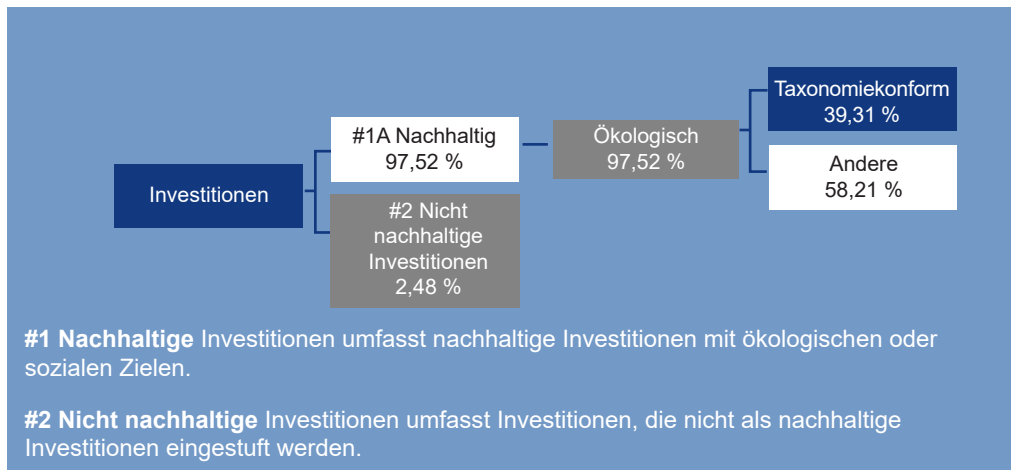 Investitionen
#1A Nachhaltig
97,52 %
#2 Nicht
nachhaltige
Investitionen
2,48 %
Ökologisch
97,52 %
Taxonomiekonform
39,31 %
Andere
58,21 %
#1 Nachhaltige Investitionen umfasst nachhaltige Investitionen mit ökologischen oder
sozialen Zielen.
#2 Nicht nachhaltige Investitionen umfasst Investitionen, die nicht als nachhaltige
Investitionen eingestuft werden.